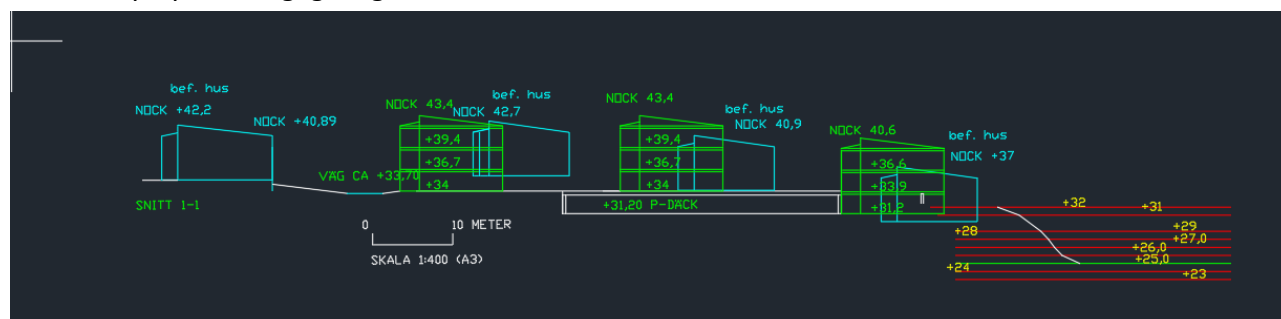 bef. hus
NOCK +42,2
NOCK +40,89
VÄG CA +33,70
SNITT 1-1
NOCK 43,4
+39,4
+36,7
+34
bef. hus
NOCK 42,7
NOCK 43,4
+39,4
+36,7
+34
bef. hus
NOCK 40,9
+31,20 P-DÄCK
NOCK 40,6
+36,6
+33,9
+31,2
bef. hus
NOCK +37
0 10 METER
SKALA 1:400 (A3)
+32
+31
+29
+28
+27,0
+26,0
+25,0
+24
+23